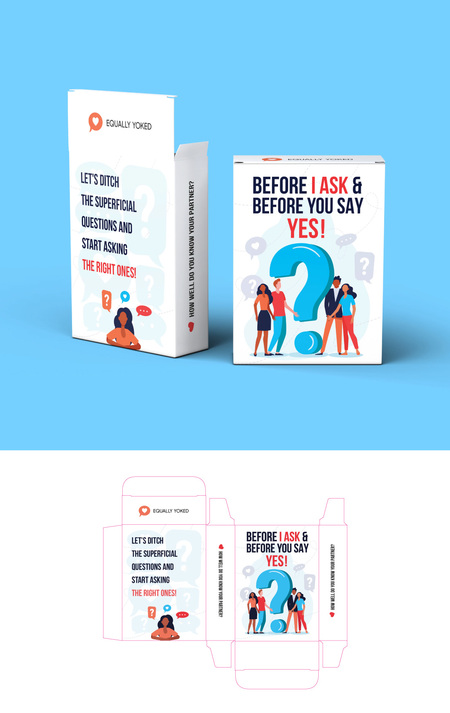 EQUALLY YOKED
LET'S DITCH
THE SUPERFICIAL
QUESTIONS AND
START ASKING
THE RIGHT ONES!
HOW WELL DO YOU KNOW YOUR PARTNER?
EQUALLY YOKED
BEFORE I ASK &
BEFORE YOU SAY
YES!
EQUALLY YOKED
LET'S DITCH
THE SUPERFICIAL
QUESTIONS AND
START ASKING
THE RIGHT ONES!
HOW WELL DO YOU KNOW YOUR PARTNER?
BEFORE I ASK &
BEFORE YOU SAY
YES!
HOW WELL DO YOU KNOW YOUR PARTNER?